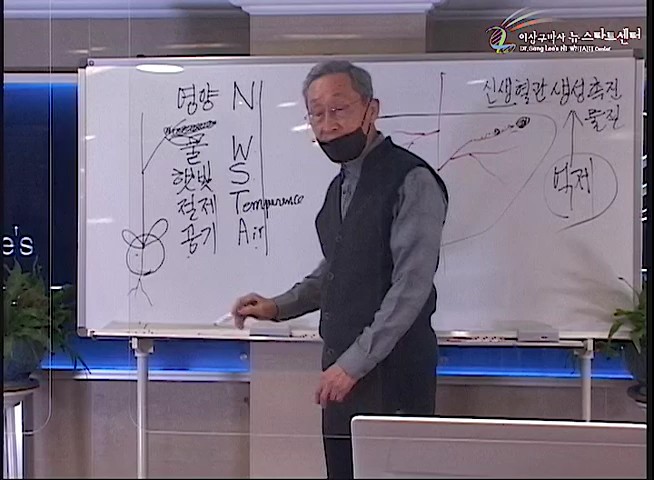 이상구박사 뉴스타트센터
영양 N
물 W
햇빛 S
절제 Temperence
공기 Air
신생혈관 생성 촉진
물질
억제
e's